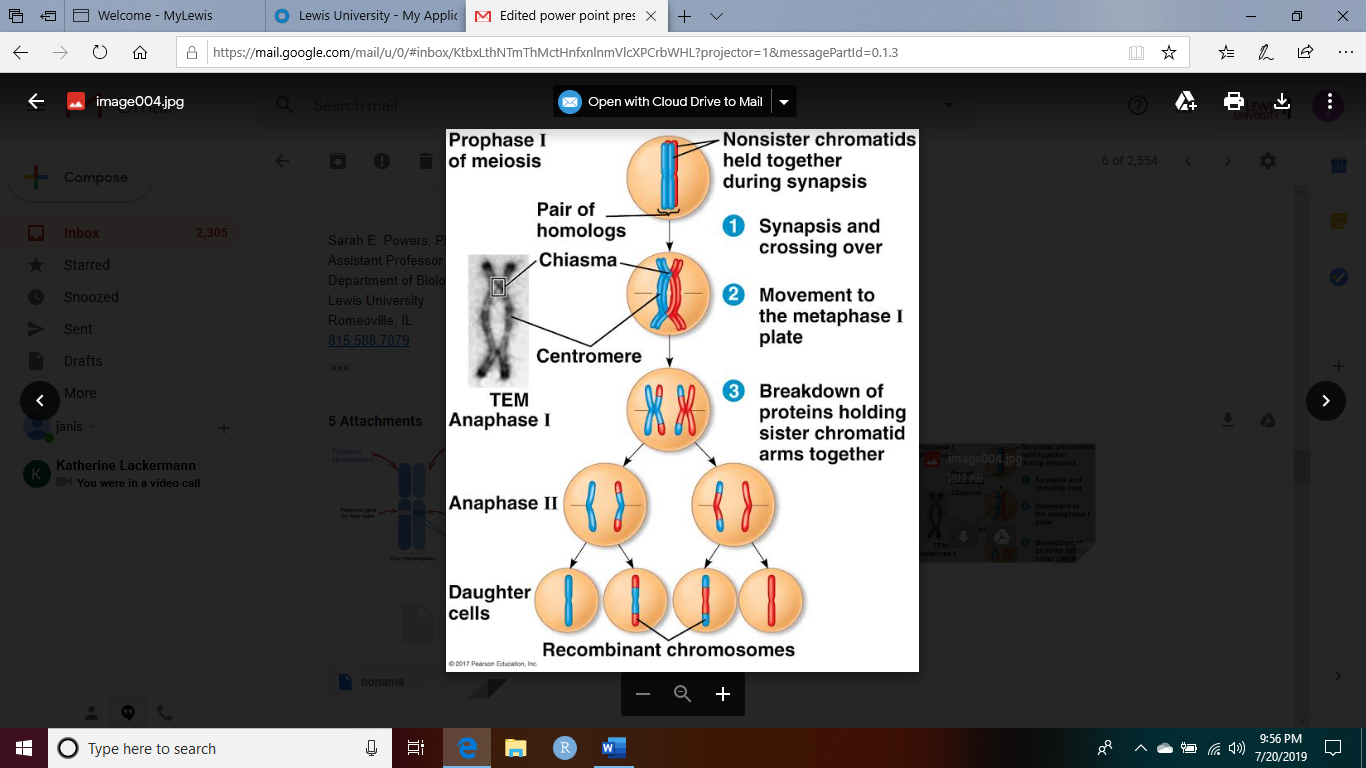 Welcome - MyLewis
Lewis University - My Applic
Edited power point pres
https://mail.google.com/mail/u/0/#inbox/KtbxLthNTmThMctHnfxnlnmVlcXPCrbWHL?projector=1&messagePartId=0.1.3
image004.jpg
Search mail
Open with Cloud Drive to Mail
Compose
6 of 2,554
Inbox 2,305
Starred
Snoozed
Sent
Drafts
More
janis
Katherine Lackermann
You were in a video call
Sarah E. Powers, P
Assistant Professor
Department of Biolo
Lewis University
Romeoville, IL
815.588.7079
5 Attachments
noname
Prophase I
of meiosis
Nonsister chromatids
held together
during synapsis
Pair of
homologs
1 Synapsis and
crossing over
Chiasma
2 Movement to
the metaphase I
plate
Centromere
TEM
Anaphase I
3 Breakdown of
proteins holding
sister chromatid
arms together
Anaphase II
Daughter
cells
Recombinant chromosomes
© 2017 Pearson Education, Inc.
image004.jpg
Type here to search
9:56 PM
7/20/2019